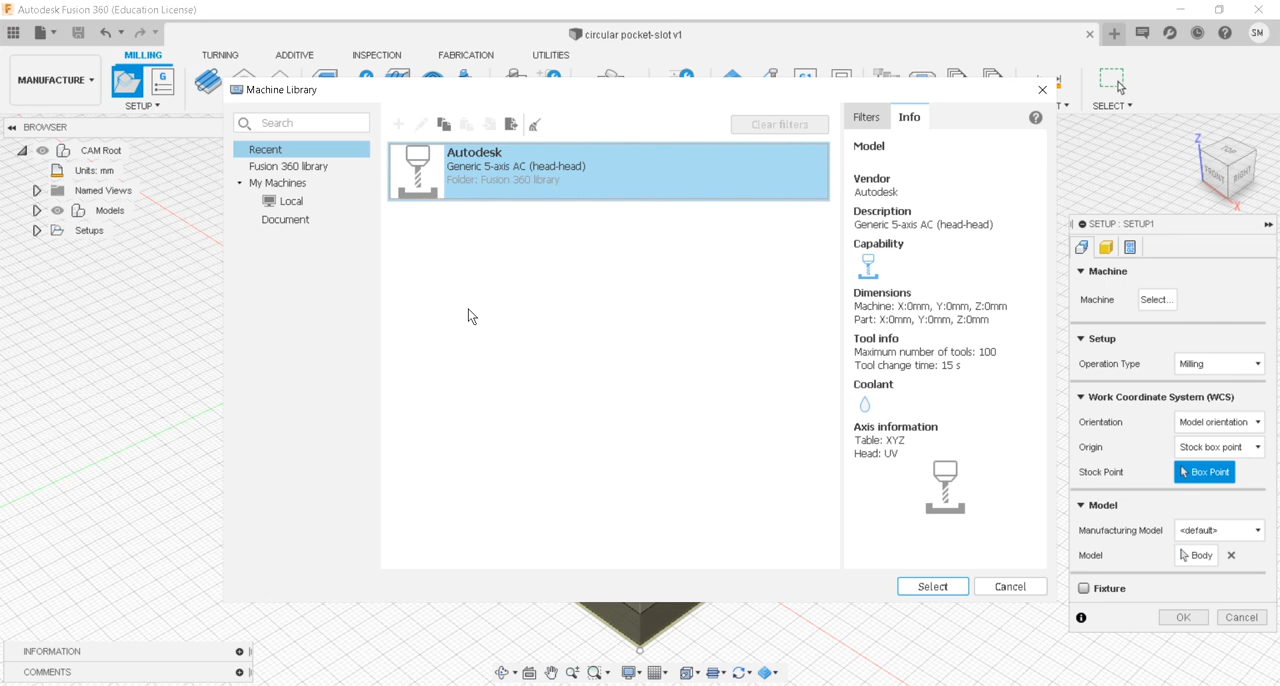 Autodesk Fusion 360 (Education License)
circular pocket-slot v1
SM
MILLING
TURNING
ADDITIVE
INSPECTION
FABRICATION
UTILITIES
MANUFACTURE
G
SETUP
SELECT
Machine Library
BROWSER
CAM Root
Units: mm
Named Views
Models
Setups
Search
Recent
Fusion 360 library
My Machines
Local
Document
Clear filters
Autodesk
Generic 5-axis AC (head-head)
Folder: Fusion 360 library
Filters
Info
Model
Vendor
Autodesk
Description
Generic 5-axis AC (head-head)
Capability
Dimensions
Machine: X:0mm, Y:0mm, Z:0mm
Part: X:0mm, Y:0mm, Z:0mm
Tool info
Maximum number of tools: 100
Tool change time: 15 s
Coolant
Axis information
Table: XYZ
Head: UV
Select
Cancel
Z
TOP
FRONT
RIGHT
X
SETUP : SETUP1
Machine
Machine
Select...
Setup
Operation Type
Milling
Work Coordinate System (WCS)
Orientation
Model orientation
Origin
Stock box point
Stock Point
Box Point
Model
Manufacturing Model
<default>
Model
Body
Fixture
OK
Cancel
INFORMATION
COMMENTS